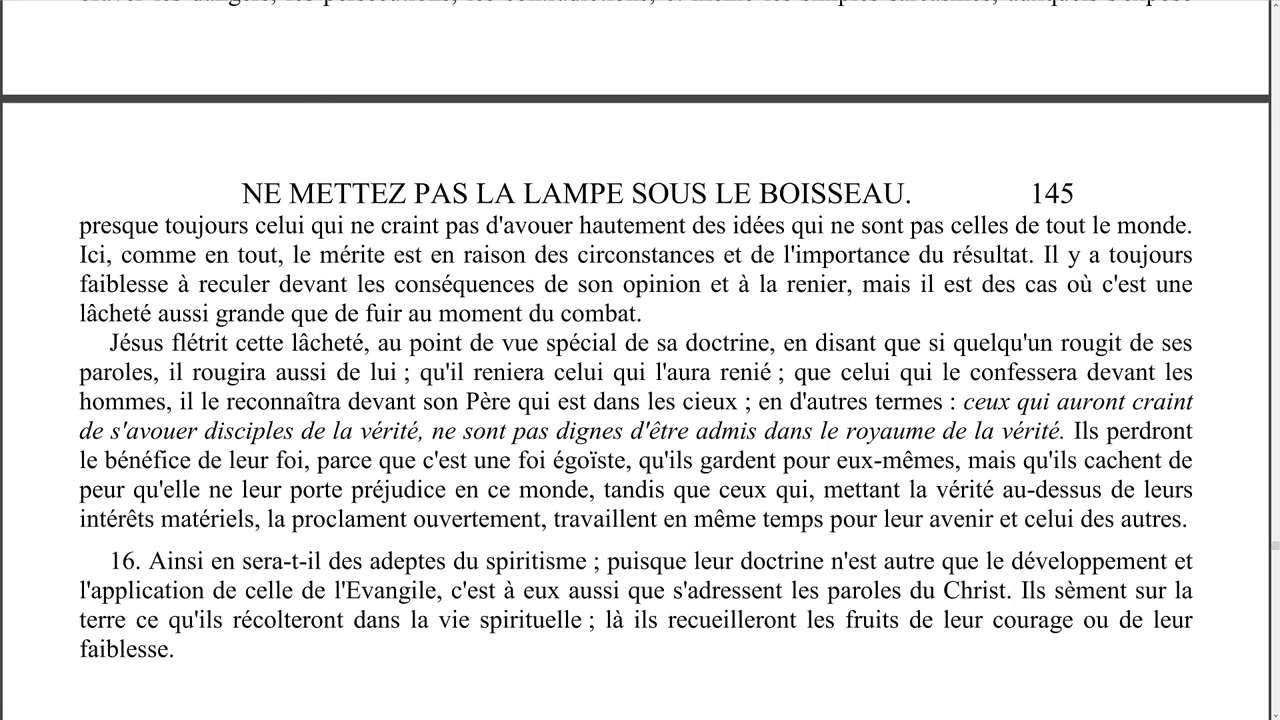 NE METTEZ PAS LA LAMPE SOUS LE BOISSEAU. 145
presque toujours celui qui ne craint pas d'avouer hautement des idées qui ne sont pas celles de tout le monde.
Ici, comme en tout, le mérite est en raison des circonstances et de l'importance du résultat. Il y a toujours
faiblesse à reculer devant les conséquences de son opinion et à la renier, mais il est des cas où c'est une
lâcheté aussi grande que de fuir au moment du combat.
Jésus flétrit cette lâcheté, au point de vue spécial de sa doctrine, en disant que si quelqu'un rougit de ses
paroles, il rougira aussi de lui ; qu'il reniera celui qui l'aura renié ; que celui qui le confessera devant les
hommes, il le reconnaîtra devant son Père qui est dans les cieux ; en d'autres termes : ceux qui auront craint
de s'avouer disciples de la vérité, ne sont pas dignes d'être admis dans le royaume de la vérité. Ils perdront
le bénéfice de leur foi, parce que c'est une foi égoïste, qu'ils gardent pour eux-mêmes, mais qu'ils cachent de
peur qu'elle ne leur porte préjudice en ce monde, tandis que ceux qui, mettant la vérité au-dessus de leurs
intérêts matériels, la proclament ouvertement, travaillent en même temps pour leur avenir et celui des autres.
16. Ainsi en sera-t-il des adeptes du spiritisme ; puisque leur doctrine n'est autre que le développement et
l'application de celle de l'Evangile, c'est à eux aussi que s'adressent les paroles du Christ. Ils sèment sur la
terre ce qu'ils récolteront dans la vie spirituelle ; là ils recueilleront les fruits de leur courage ou de leur
faiblesse.